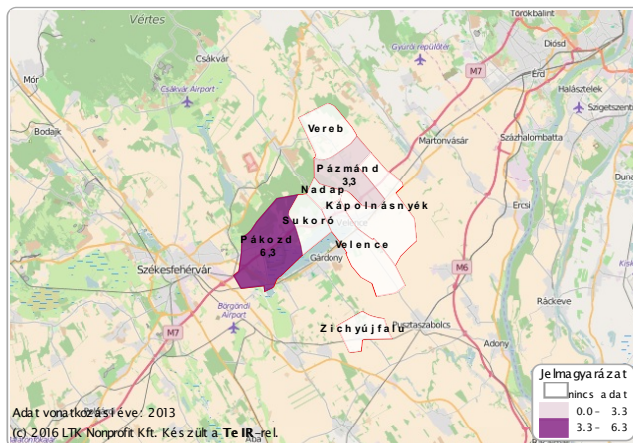 Törökbálint
Vértes
Diósd
Csákvár
Gyúrói repülőtér
M7
Érd
Mór
Csákvár Airport
Halásztelek
Szigetszentm
Vereb
Bodajk
Martonvásár
Százhalombatta
Pázmánd
3,3
Nadap
Kápolnásnyék
Ercsi
Sukoró
Pákozd
6,3
Velence
Gárdony
Székesfehérvár
M6
Ráckeve
Börgöndi
Airport
Zichyújfalu
Pusztaszabolcs
M7
Adony
Jelmagyarázat
nincs adat
0.0 – 3.3
3.3 – 6.3
Adat vonatkozási éve: 2013
(c) 2016 LTK Nonprofit Kft. Készült a TeIR-rel.
Aba